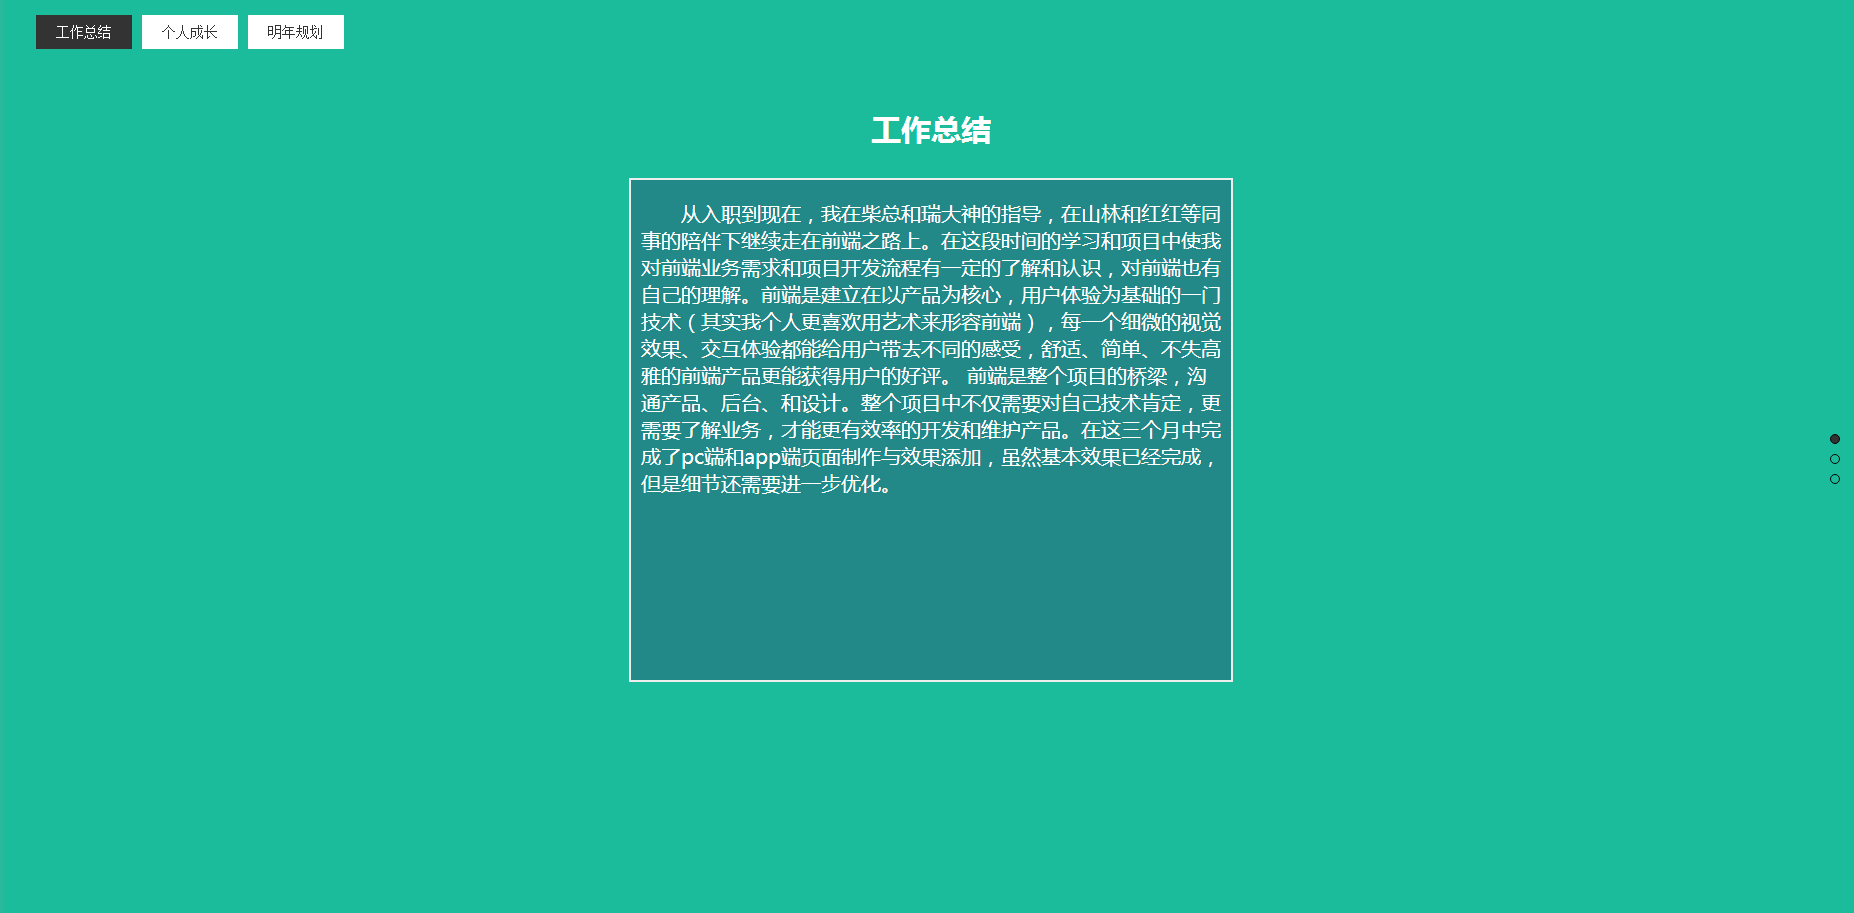 工作总结
个人成长
明年规划
工作总结
从入职到现在，我在柴总和瑞大神的指导，在山林和红红等同
事的陪伴下继续走在前端之路上。在这段时间的学习和项目中使我
对前端业务需求和项目开发流程有一定的了解和认识，对前端也有
自己的理解。前端是建立在以产品为核心，用户体验为基础的一门
技术（其实我个人更喜欢用艺术来形容前端），每一个细微的视觉
效果、交互体验都能给用户带去不同的感受，舒适、简单、不失高
雅的前端产品更能获得用户的好评。 前端是整个项目的桥梁，沟
通产品、后台、和设计。整个项目中不仅需要对自己技术肯定，更
需要了解业务，才能更有效率的开发和维护产品。在这三个月中完
成了pc端和app端页面制作与效果添加，虽然基本效果已经完成，
但是细节还需要进一步优化。